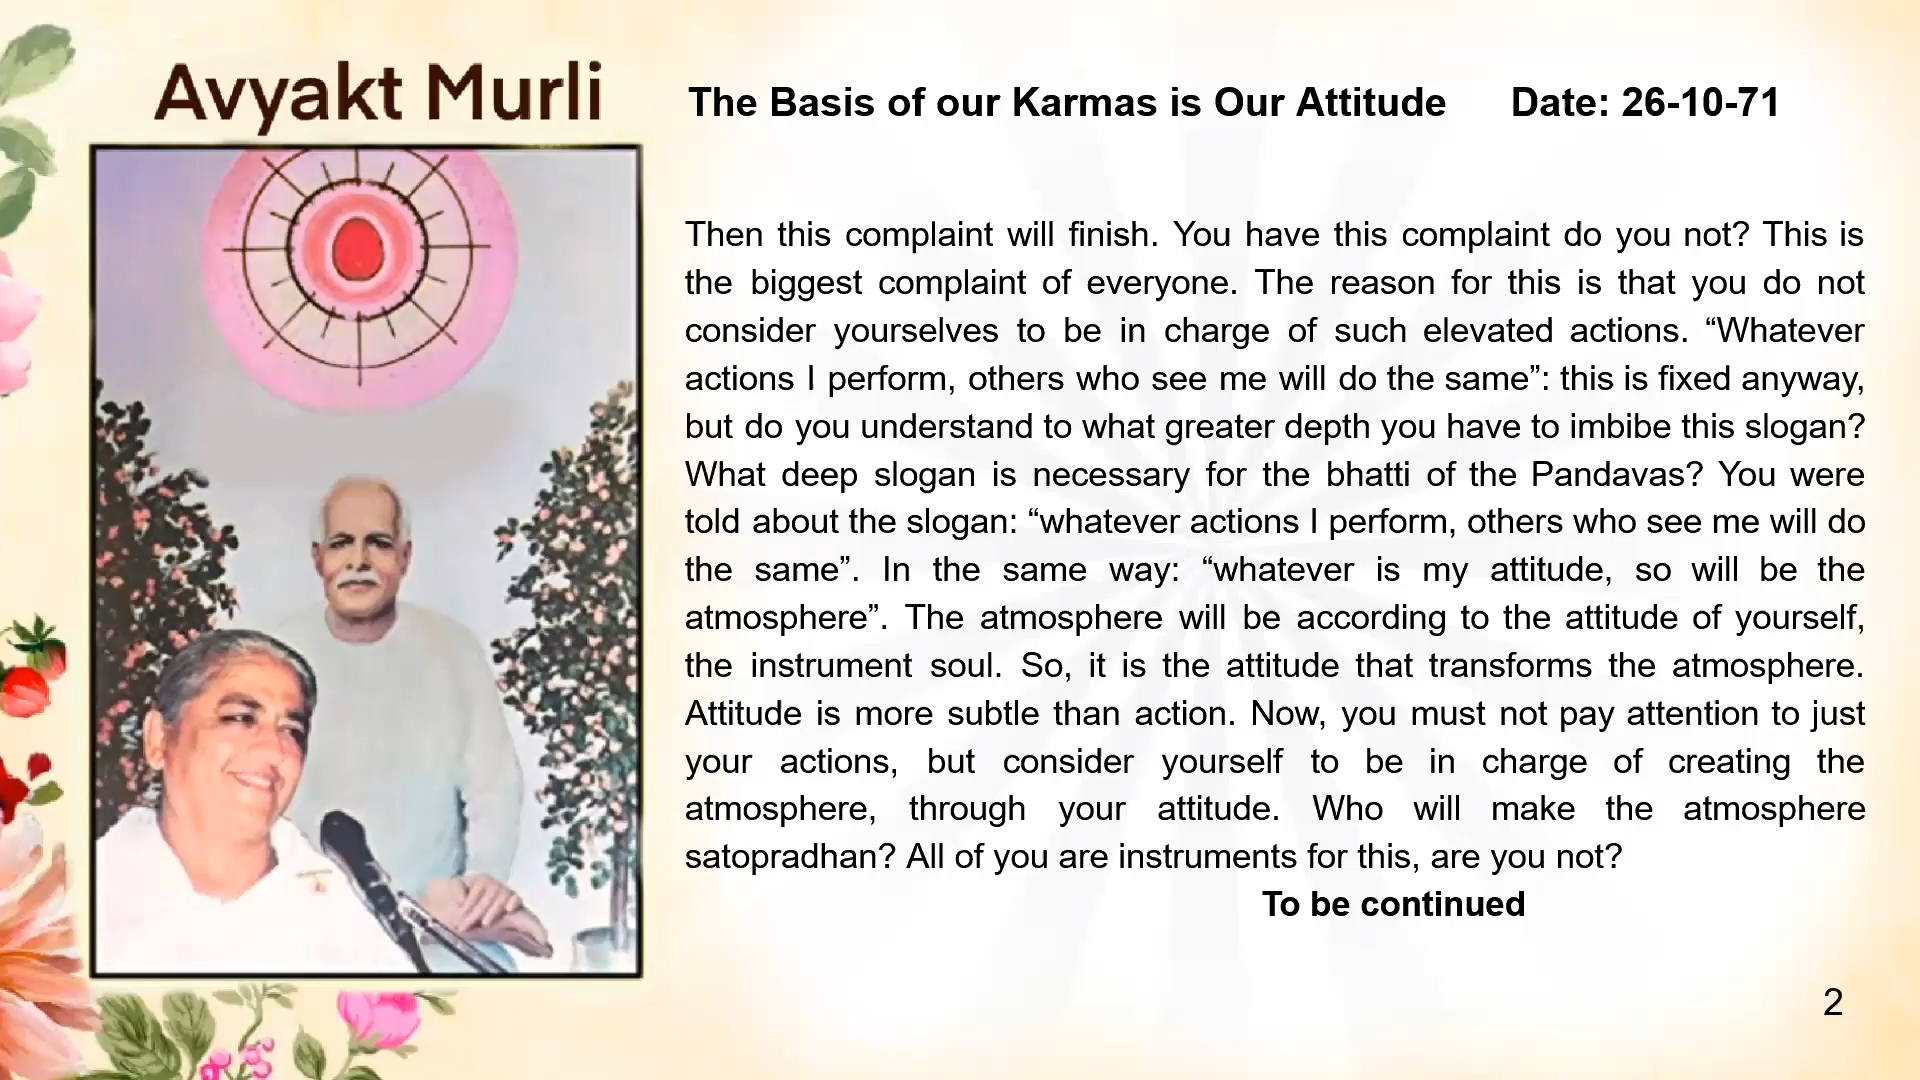 Avyakt Murli
The Basis of our Karmas is Our Attitude Date: 26-10-71
Then this complaint will finish. You have this complaint do you not? This is
the biggest complaint of everyone. The reason for this is that you do not
consider yourselves to be in charge of such elevated actions. “Whatever
actions I perform, others who see me will do the same”: this is fixed anyway,
but do you understand to what greater depth you have to imbibe this slogan?
What deep slogan is necessary for the bhatti of the Pandavas? You were
told about the slogan: “whatever actions I perform, others who see me will do
the same”. In the same way: “whatever is my attitude, so will be the
atmosphere”. The atmosphere will be according to the attitude of yourself,
the instrument soul. So, it is the attitude that transforms the atmosphere.
Attitude is more subtle than action. Now, you must not pay attention to just
your actions, but consider yourself to be in charge of creating the
atmosphere, through your attitude. Who will make the atmosphere
satopradhan? All of you are instruments for this, are you not?
To be continued
2